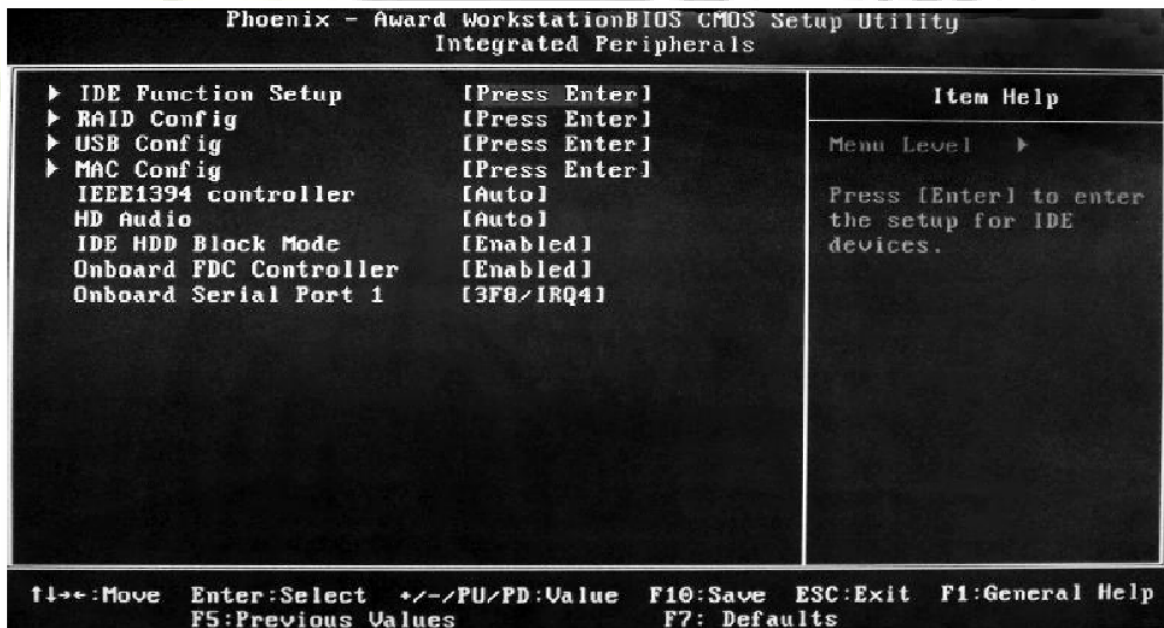 Phoenix - Award WorkstationBIOS CMOS Setup Utility
Integrated Peripherals
IDE Function Setup [Press Enter]
RAID Config [Press Enter]
USB Config [Press Enter]
MAC Config [Press Enter]
IEEE1394 controller [Auto]
HD Audio [Auto]
IDE HDD Block Mode [Enabled]
Onboard FDC Controller [Enabled]
Onboard Serial Port 1 [3F8/IRQ4]
Item Help
Menu Level
Press [Enter] to enter
the setup for IDE
devices.
↑↓→←:Move Enter:Select +/-/PU/PD:Value F10:Save ESC:Exit F1:General Help
F5:Previous Values F7: Defaults